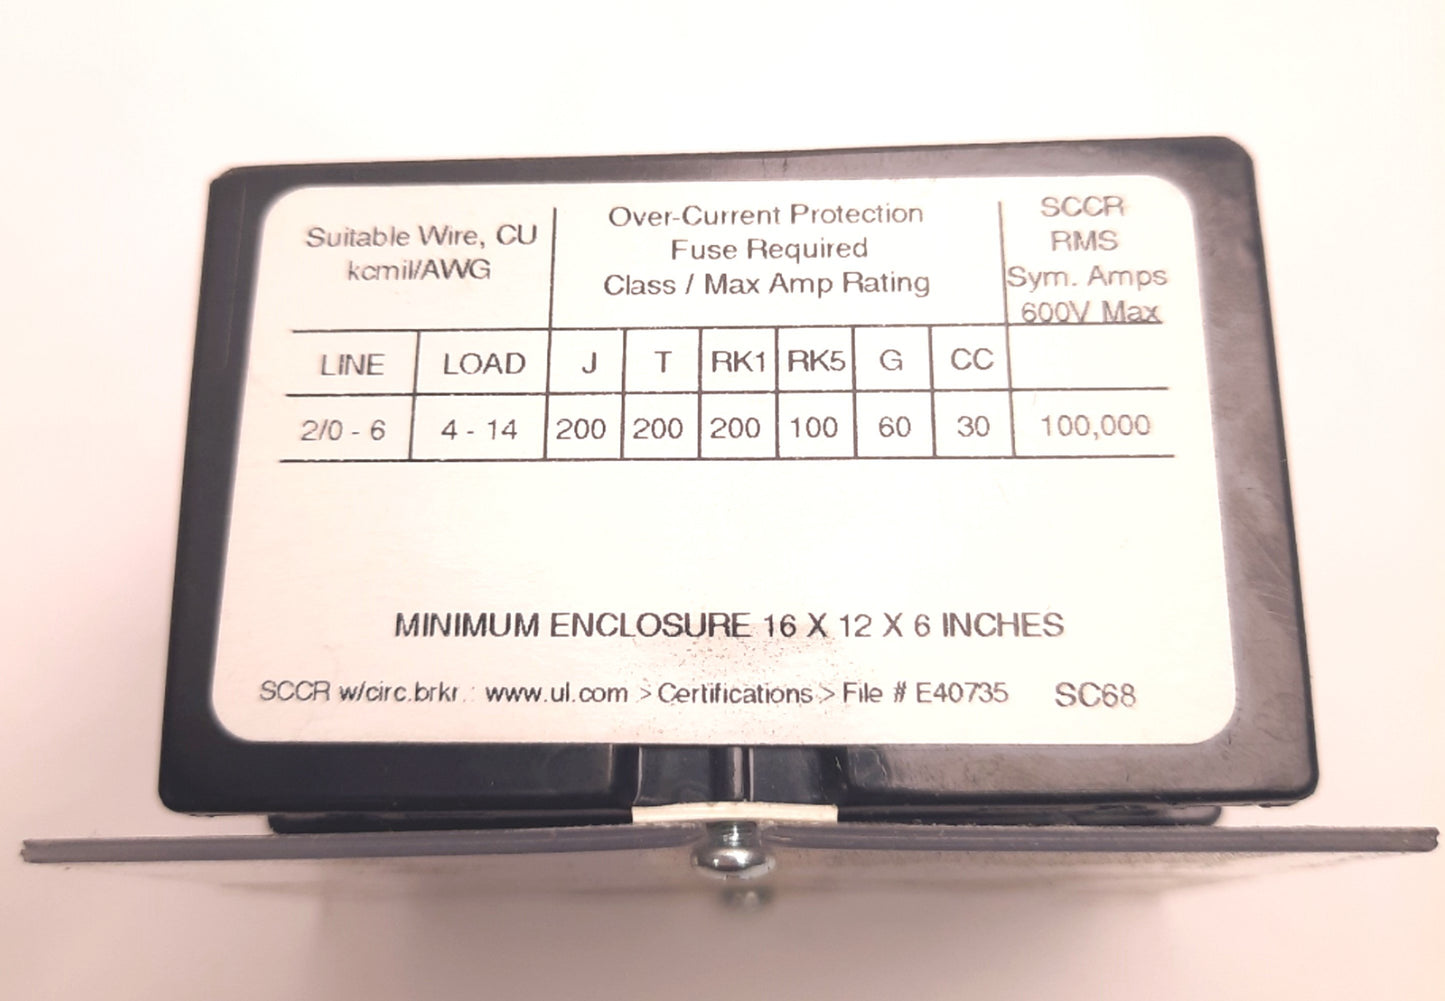 Suitable Wire, CU
kcmil/AWG
Over-Current Protection
Fuse Required
Class / Max Amp Rating
SCCR
RMS
Sym. Amps
600V Max
LINE LOAD J T RK1 RK5 G CC
2/0 - 6 4 - 14 200 200 200 100 60 30 100,000
MINIMUM ENCLOSURE 16 X 12 X 6 INCHES
SCCR w/circ.brkr.: www.ul.com > Certifications > File # E40735 SC68